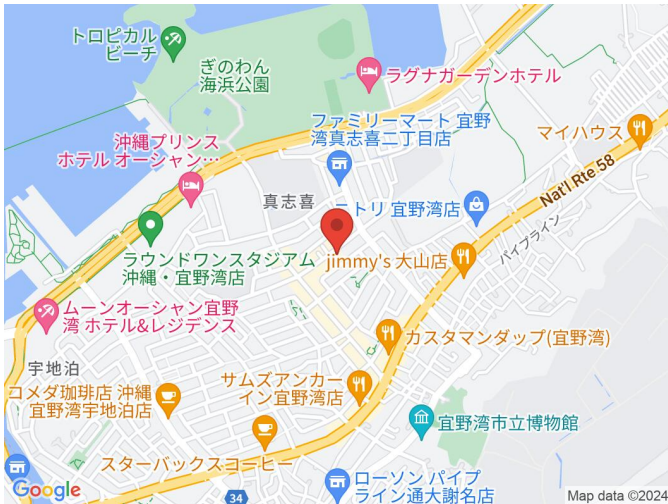 トロピカル
ビーチ
ぎのわん
海浜公園
ラグナガーデンホテル
ファミリーマート 宜野
湾真志喜二丁目店
マイハウス
沖縄プリンス
ホテル オーシャン…
Nat'l Rte 58
真志喜
ニトリ 宜野湾店
パイプライン
ラウンドワンスタジアム
沖縄・宜野湾店
jimmy's 大山店
ムーンオーシャン宜野
湾 ホテル&レジデンス
カスタマンダップ(宜野湾)
宇地泊
サムズアンカー
イン宜野湾店
コメダ珈琲店 沖縄
宜野湾宇地泊店
宜野湾市立博物館
スターバックスコーヒー
ローソン パイプ
ライン通大謝名店
34
Google
Map data ©2024